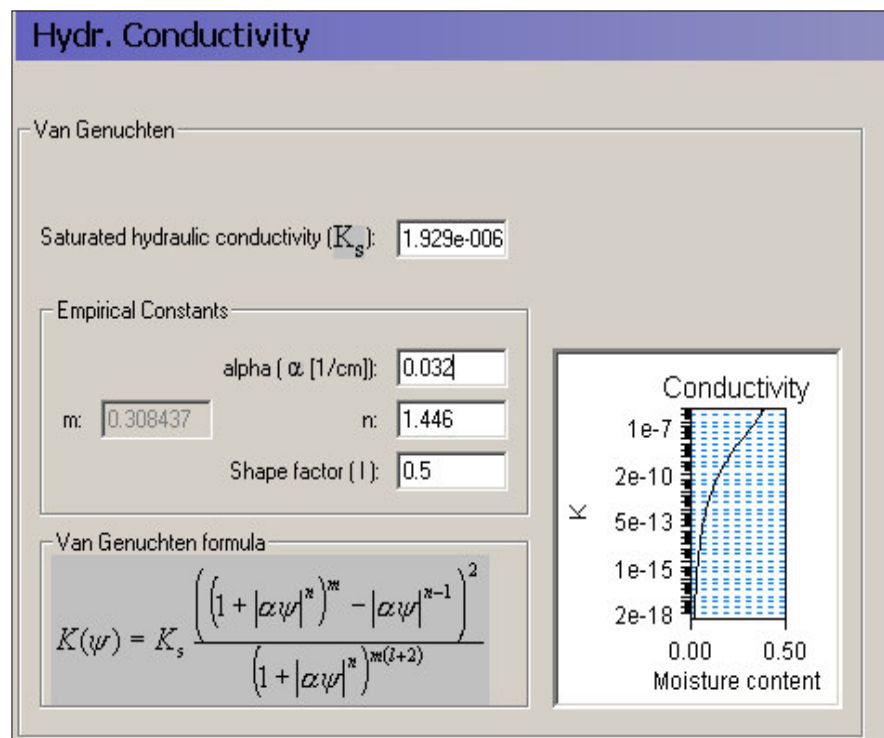 Hydr. Conductivity
Van Genuchten
Saturated hydraulic conductivity (Kₛ): 1.929e-006
Empirical Constants
alpha ( α [1/cm]): 0.032
m: 0.308437 n: 1.446
Shape factor ( l ): 0.5
Van Genuchten formula
K(ψ) = Kₛ ((1 + |αψ|ⁿ)ᵐ − |αψ|ⁿ⁻¹)² / (1 + |αψ|ⁿ)^{m(l+2)}
Conductivity
K
1e-7
2e-10
5e-13
1e-15
2e-18
0.00 0.50
Moisture content